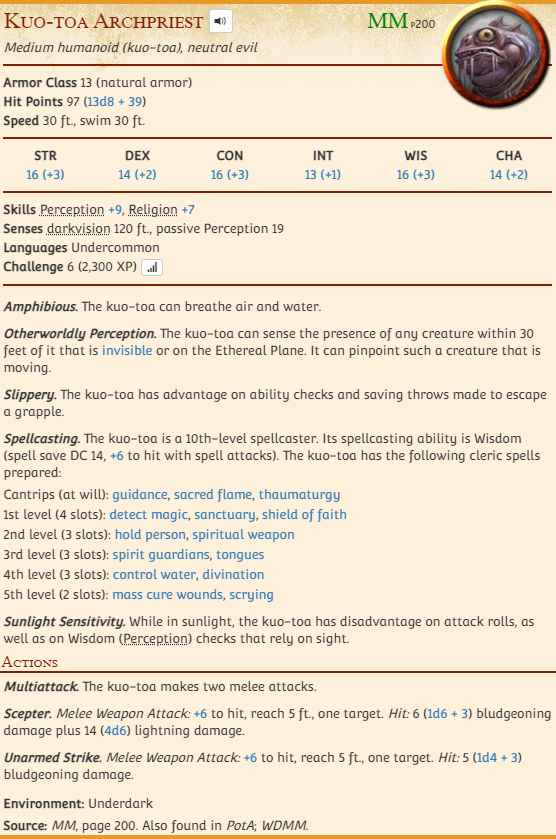 Kuo-toa Archpriest MM p200
Medium humanoid (kuo-toa), neutral evil
Armor Class 13 (natural armor)
Hit Points 97 (13d8 + 39)
Speed 30 ft., swim 30 ft.
STR DEX CON INT WIS CHA
16 (+3) 14 (+2) 16 (+3) 13 (+1) 16 (+3) 14 (+2)
Skills Perception +9, Religion +7
Senses darkvision 120 ft., passive Perception 19
Languages Undercommon
Challenge 6 (2,300 XP)
Amphibious. The kuo-toa can breathe air and water.
Otherworldly Perception. The kuo-toa can sense the presence of any creature within 30
feet of it that is invisible or on the Ethereal Plane. It can pinpoint such a creature that is
moving.
Slippery. The kuo-toa has advantage on ability checks and saving throws made to escape
a grapple.
Spellcasting. The kuo-toa is a 10th-level spellcaster. Its spellcasting ability is Wisdom
(spell save DC 14, +6 to hit with spell attacks). The kuo-toa has the following cleric spells
prepared:
Cantrips (at will): guidance, sacred flame, thaumaturgy
1st level (4 slots): detect magic, sanctuary, shield of faith
2nd level (3 slots): hold person, spiritual weapon
3rd level (3 slots): spirit guardians, tongues
4th level (3 slots): control water, divination
5th level (2 slots): mass cure wounds, scrying
Sunlight Sensitivity. While in sunlight, the kuo-toa has disadvantage on attack rolls, as
well as on Wisdom (Perception) checks that rely on sight.
Actions
Multiattack. The kuo-toa makes two melee attacks.
Scepter. Melee Weapon Attack: +6 to hit, reach 5 ft., one target. Hit: 6 (1d6 + 3) bludgeoning
damage plus 14 (4d6) lightning damage.
Unarmed Strike. Melee Weapon Attack: +6 to hit, reach 5 ft., one target. Hit: 5 (1d4 + 3)
bludgeoning damage.
Environment: Underdark
Source: MM, page 200. Also found in PotA; WDMM.